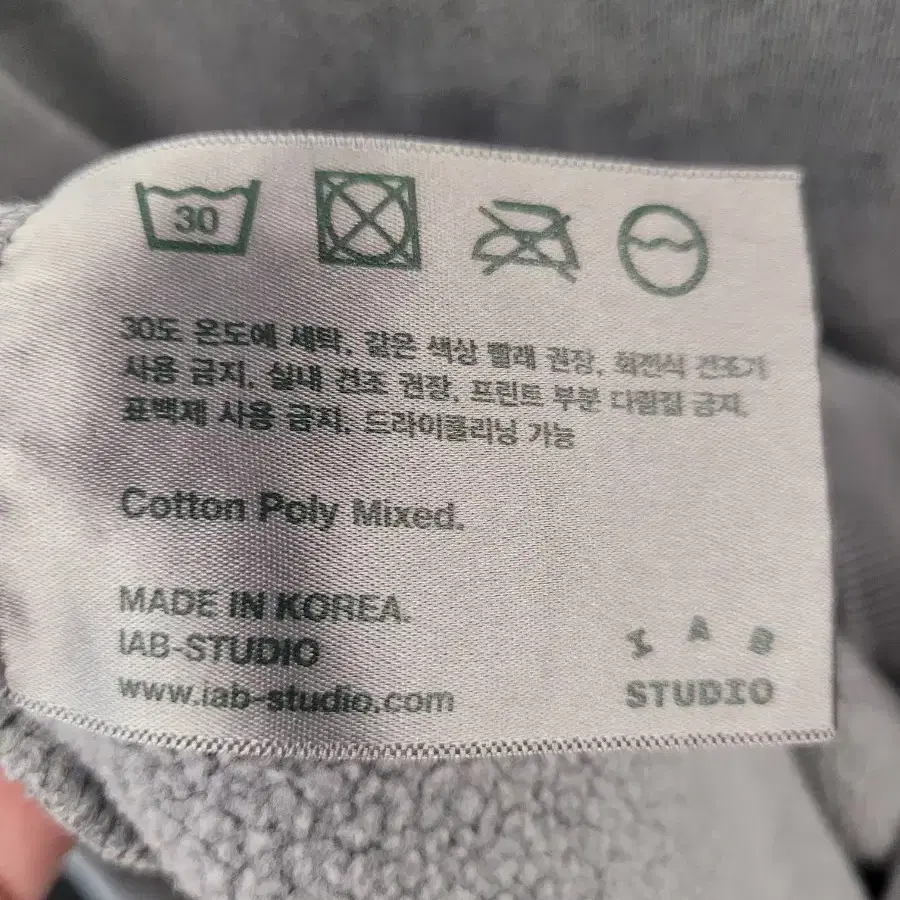 30
30도 온도에 세탁, 같은 색상 빨래 권장, 회전식 건조기
사용 금지, 실내 건조 권장, 프린트 부분 다림질 금지,
표백제 사용 금지, 드라이클리닝 가능
Cotton Poly Mixed.
MADE IN KOREA.
IAB-STUDIO
www.iab-studio.com
I A B
STUDIO